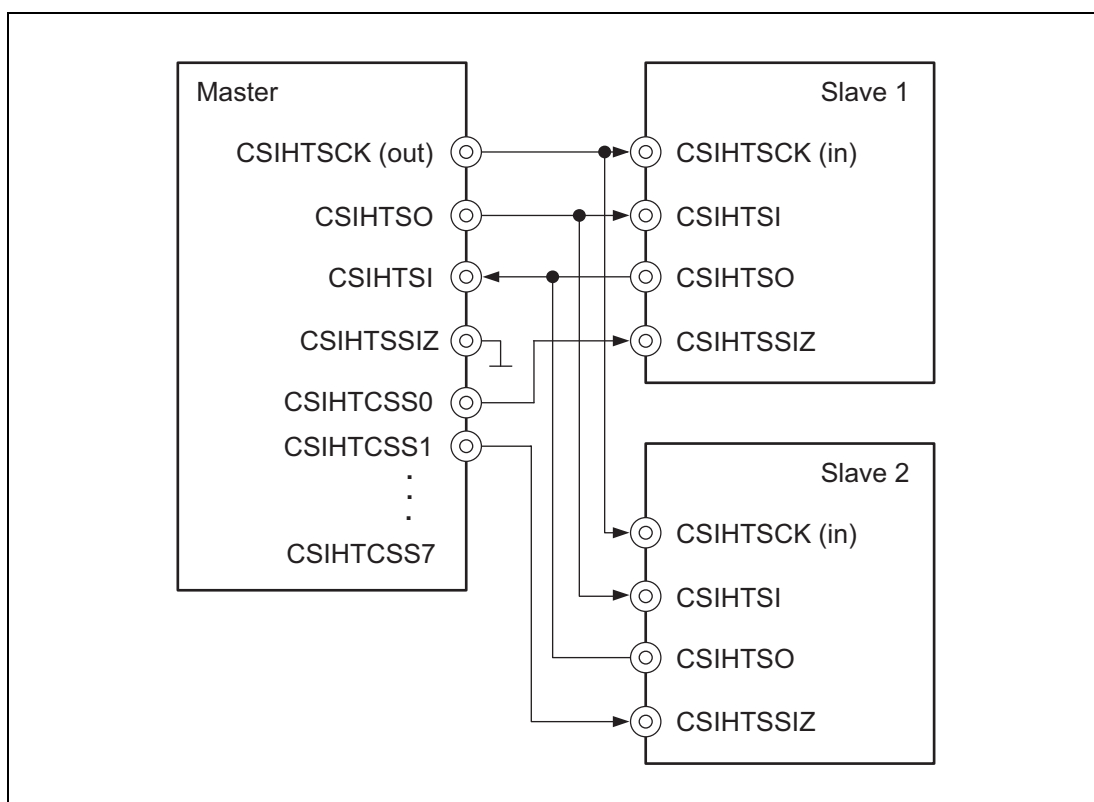 Master
CSIHTSCK (out)
CSIHTSO
CSIHTSI
CSIHTSSIZ
CSIHTCSS0
CSIHTCSS1
.
.
.
CSIHTCSS7
Slave 1
CSIHTSCK (in)
CSIHTSI
CSIHTSO
CSIHTSSIZ
Slave 2
CSIHTSCK (in)
CSIHTSI
CSIHTSO
CSIHTSSIZ